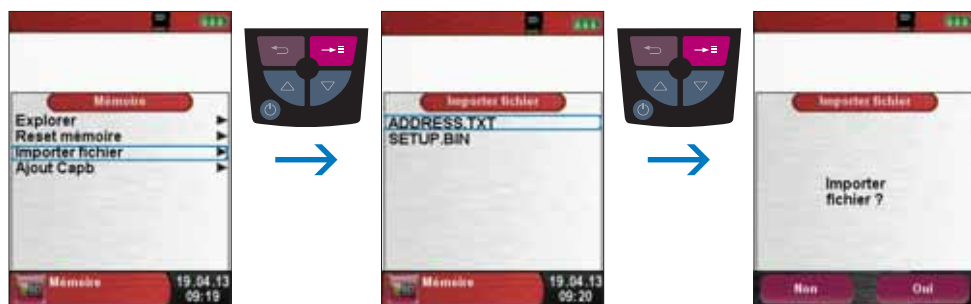 Mémoire
Explorer
Reset mémoire
Importer fichier
Ajout Capb
Mémoire
19.04.13
09:19
Importer fichier
ADDRESS.TXT
SETUP.BIN
Mémoire
19.04.13
09:20
Importer fichier
Importer
fichier ?
Non
Oui